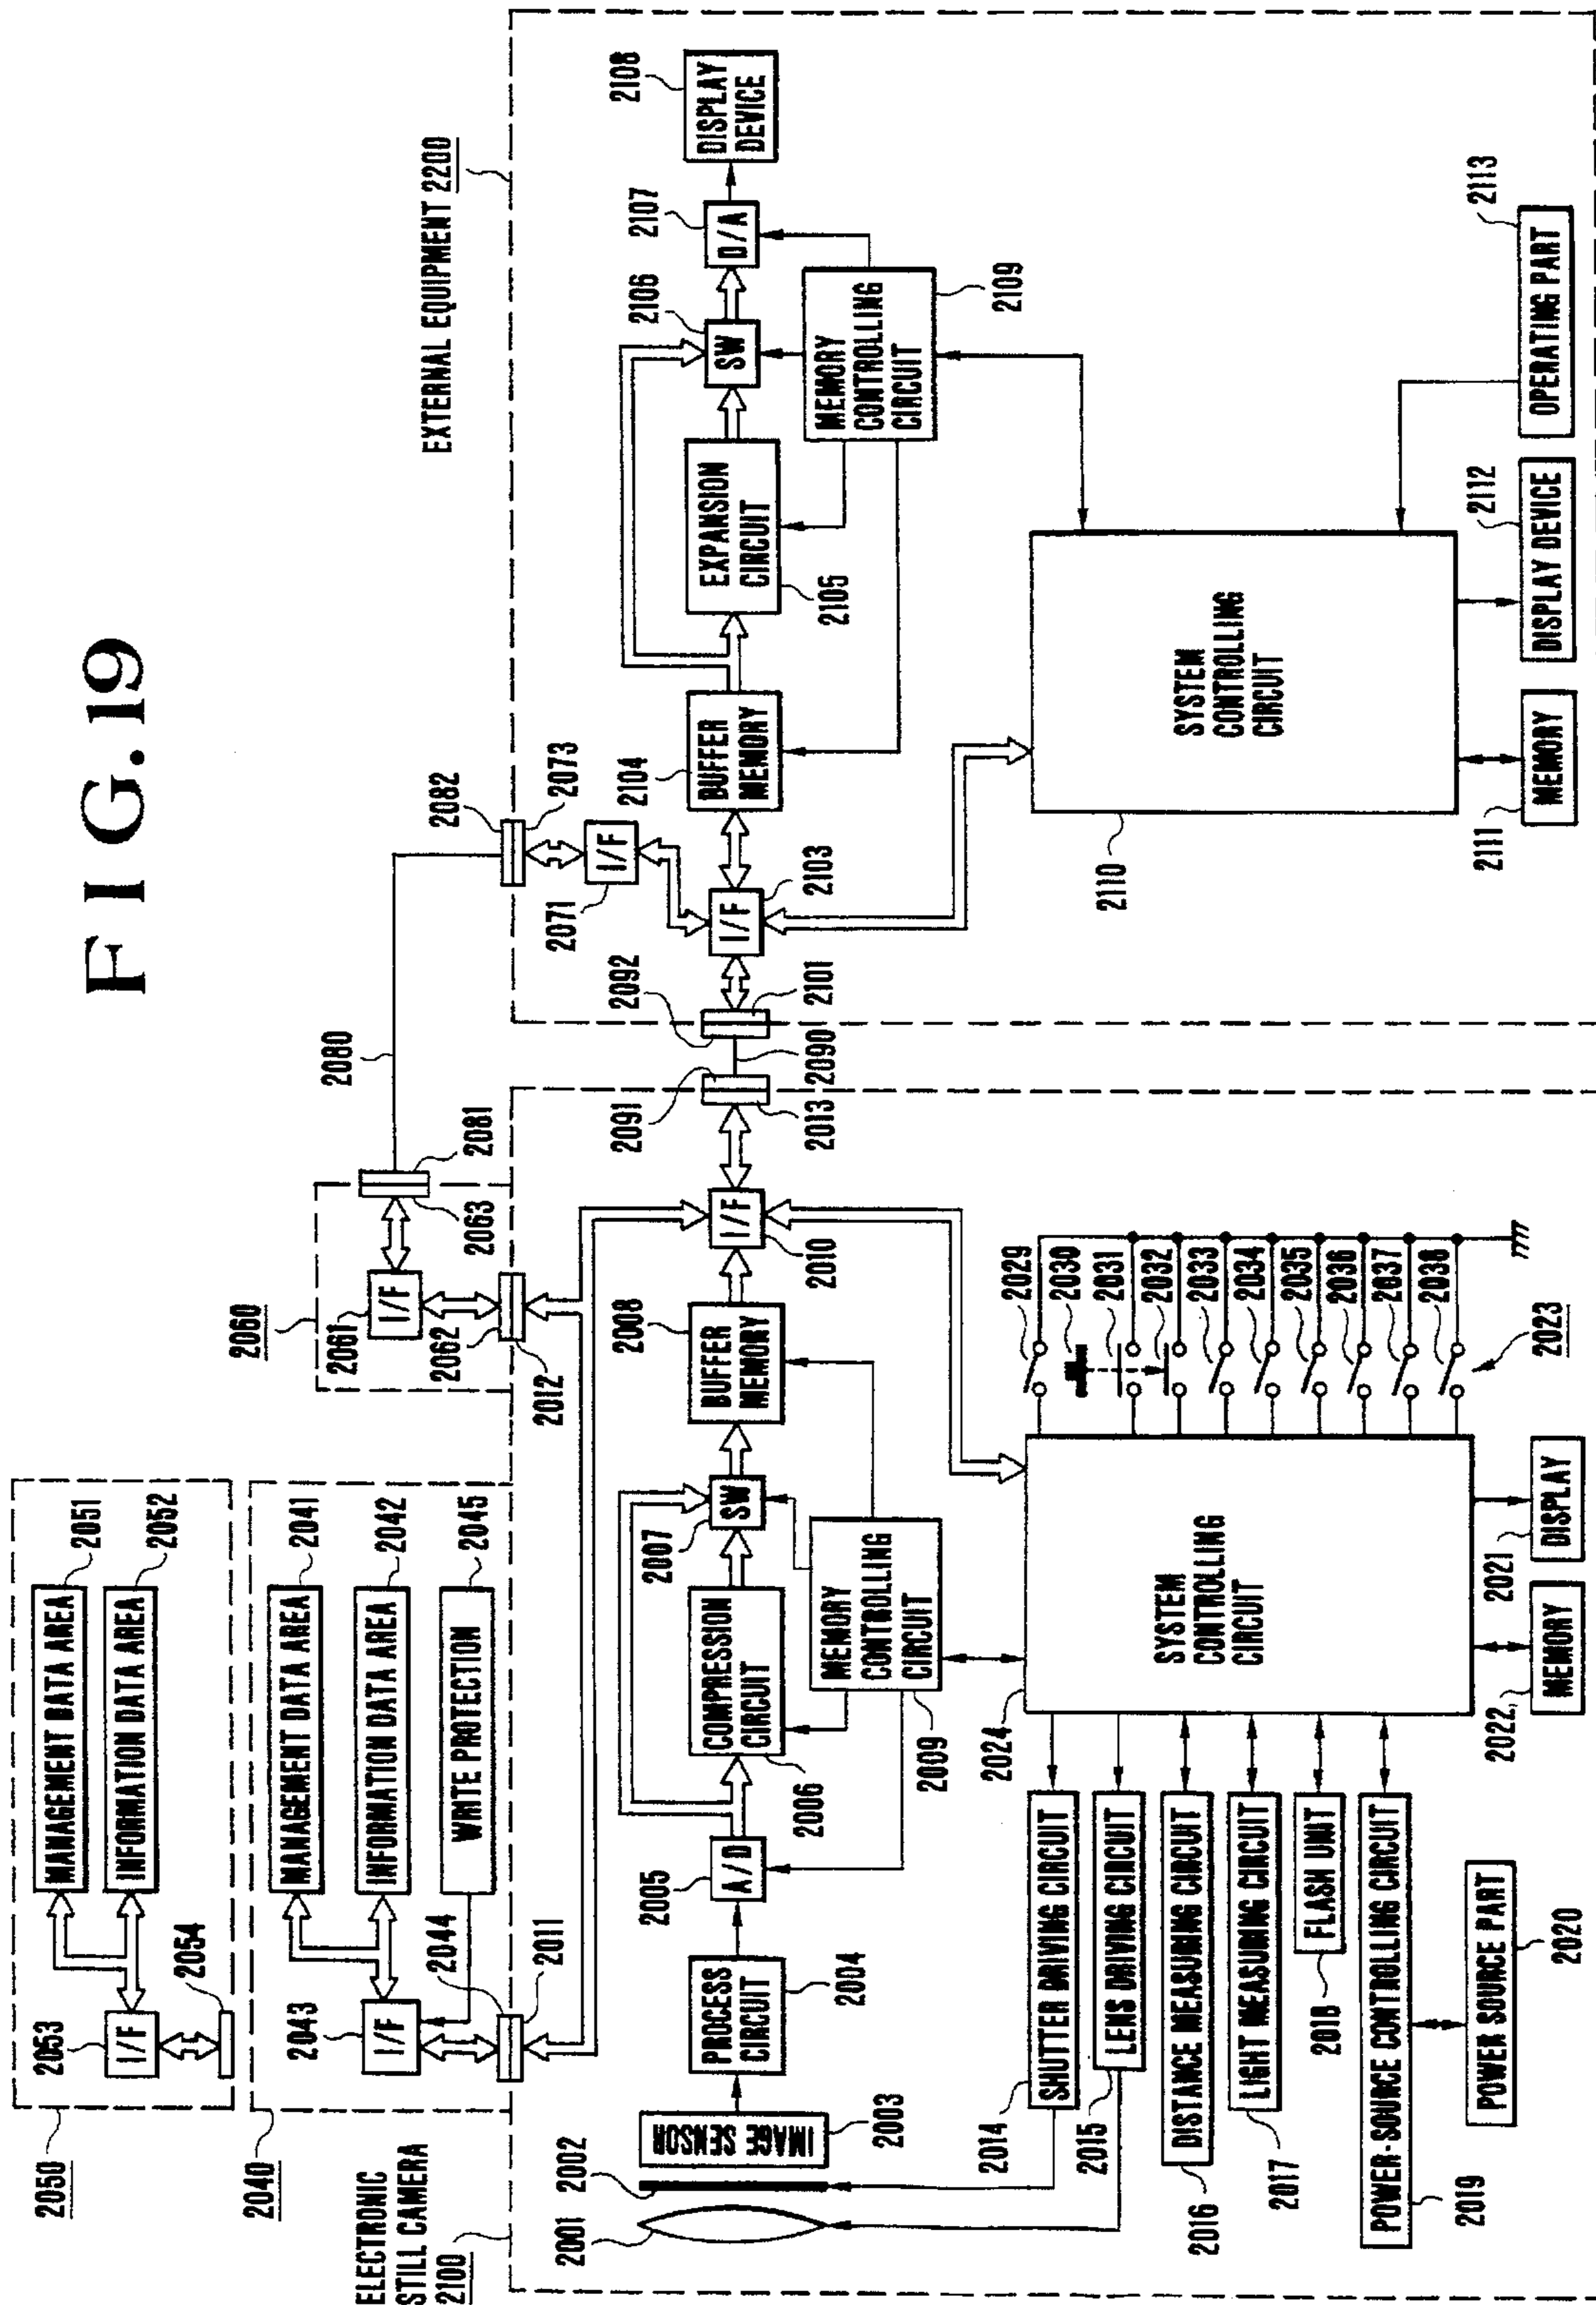 FIG.19
ELECTRONIC
STILL CAMERA
2100
EXTERNAL EQUIPMENT 2200
2050
MANAGEMENT DATA AREA
2051
INFORMATION DATA AREA
2052
2053
I/F
2054
2040
MANAGEMENT DATA AREA
2041
INFORMATION DATA AREA
2042
WRITE PROTECTION
2045
2043
I/F
2044
2011
2060
2061
I/F
2062
2012
2063
2081
2080
2082
2073
I/F
2071
2001
2002
IMAGE SENSOR
2003
PROCESS
CIRCUIT
2004
2005
A/D
COMPRESSION
CIRCUIT
2006
2007
SW
BUFFER
MEMORY
2008
MEMORY
CONTROLLING
CIRCUIT
2009
I/F
2010
2091
2013
2090
2092
2101
I/F
2103
2104
BUFFER
MEMORY
EXPANSION
CIRCUIT
2105
2106
SW
2107
D/A
2108
DISPLAY
DEVICE
MEMORY
CONTROLLING
CIRCUIT
2109
2014
SHUTTER DRIVING CIRCUIT
2015
LENS DRIVING CIRCUIT
2016
DISTANCE MEASURING CIRCUIT
2017
LIGHT MEASURING CIRCUIT
2018
FLASH UNIT
2019
POWER-SOURCE CONTROLLING CIRCUIT
POWER SOURCE PART
2020
2024
SYSTEM
CONTROLLING
CIRCUIT
2022
MEMORY
2021
DISPLAY
2029
2030
2031
2032
2033
2034
2035
2036
2037
2038
2023
2110
SYSTEM
CONTROLLING
CIRCUIT
2111
MEMORY
2112
DISPLAY DEVICE
2113
OPERATING PART